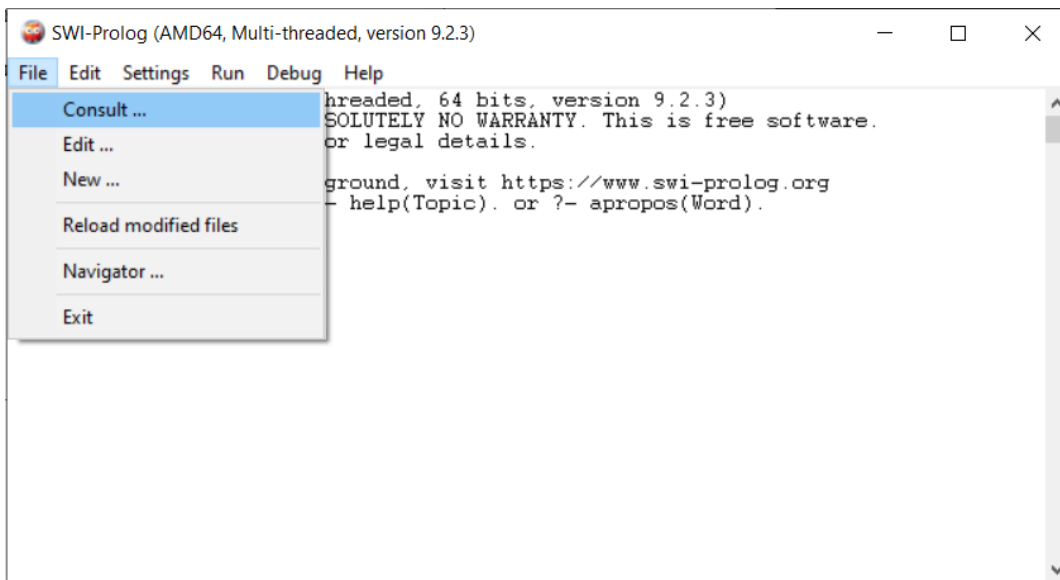 SWI-Prolog (AMD64, Multi-threaded, version 9.2.3)
File Edit Settings Run Debug Help
hreaded, 64 bits, version 9.2.3)
SOLUTELY NO WARRANTY. This is free software.
or legal details.
ground, visit https://www.swi-prolog.org
- help(Topic). or ?- apropos(Word).
Consult ...
Edit ...
New ...
Reload modified files
Navigator ...
Exit